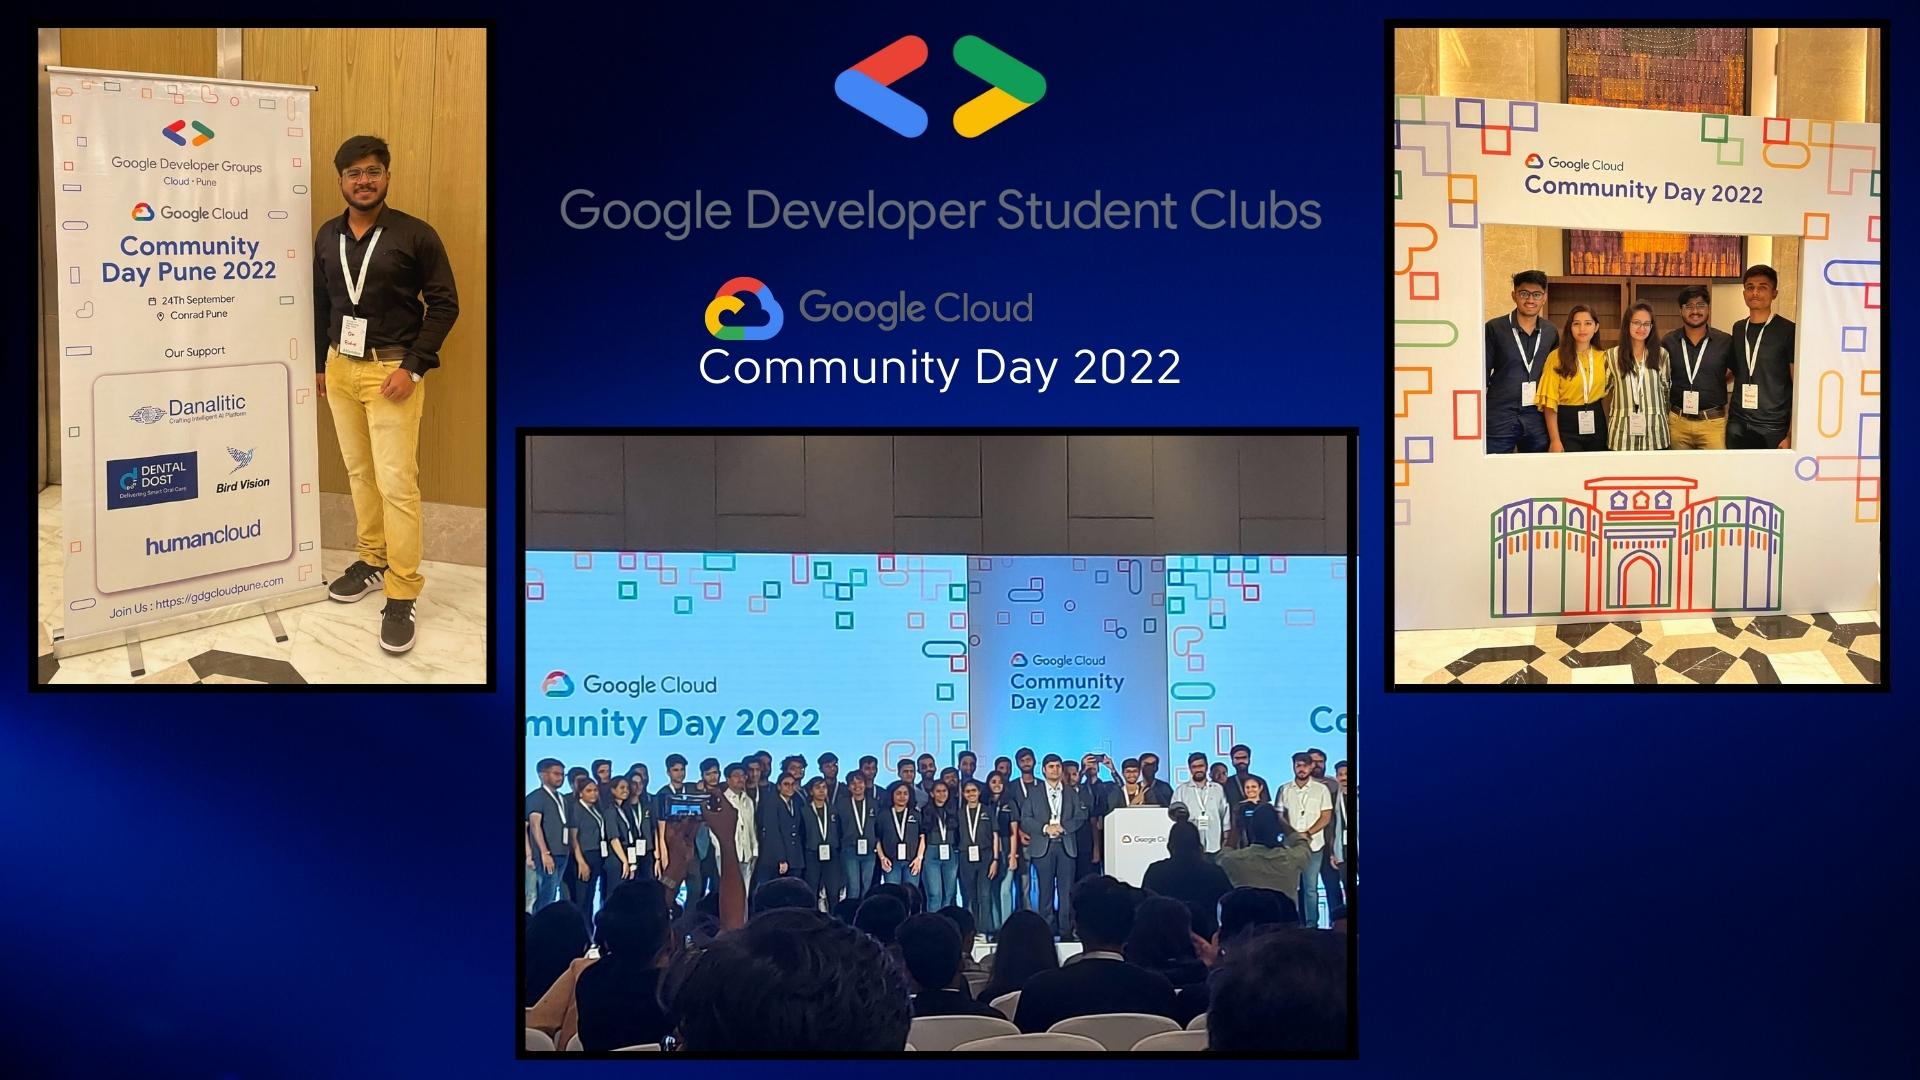 Google Developer Groups
Cloud • Pune
Google Cloud
Community
Day Pune 2022
24Th September
Conrad Pune
Our Support
Danalitic
Crafting Intelligent AI Platform
DENTAL
DOST
Delivering Smart Oral Care
Bird Vision
humancloud
Join Us : https://gdgcloudpune.com
Google Developer Student Clubs
Google Cloud
Community Day 2022
Google Cloud
munity Day 2022
Google Cloud
Community
Day 2022
Co
Google Clo
Google Cloud
Community Day 2022